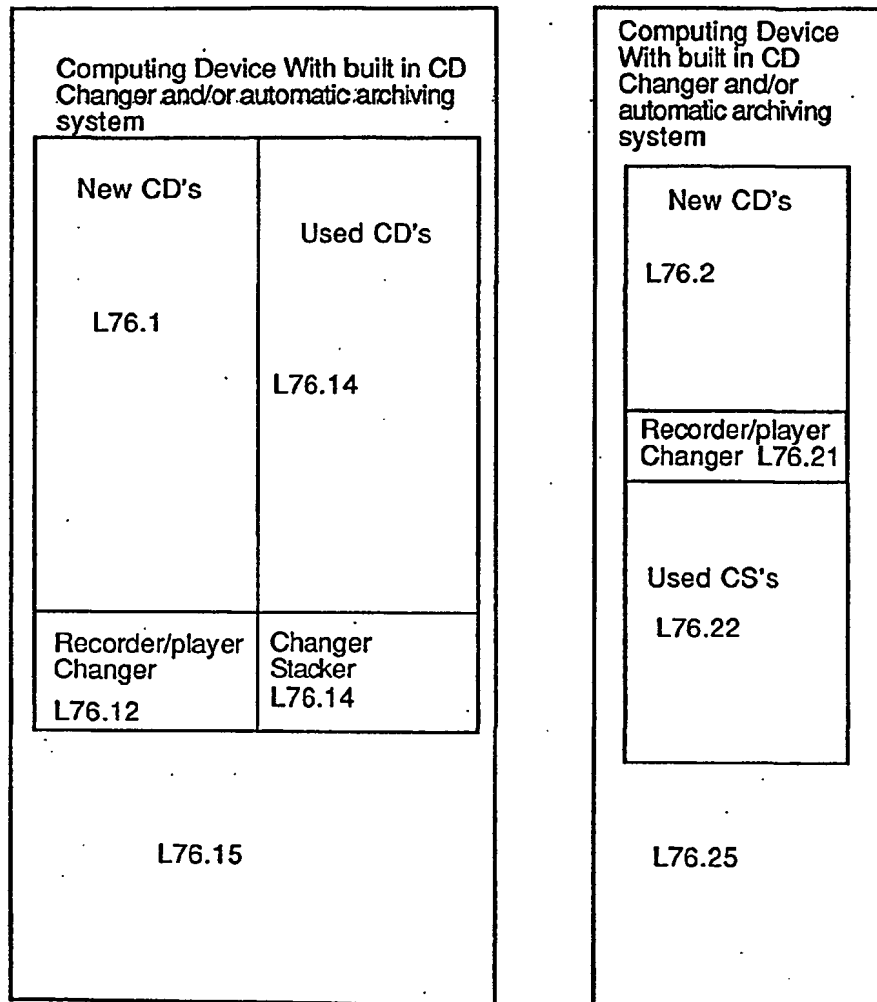 Computing Device With built in CD
Changer and/or automatic archiving
system
New CD's
Used CD's
L76.1
L76.14
Recorder/player
Changer
L76.12
Changer
Stacker
L76.14
L76.15
Computing Device
With built in CD
Changer and/or
automatic archiving
system
New CD's
L76.2
Recorder/player
Changer L76.21
Used CS's
L76.22
L76.25